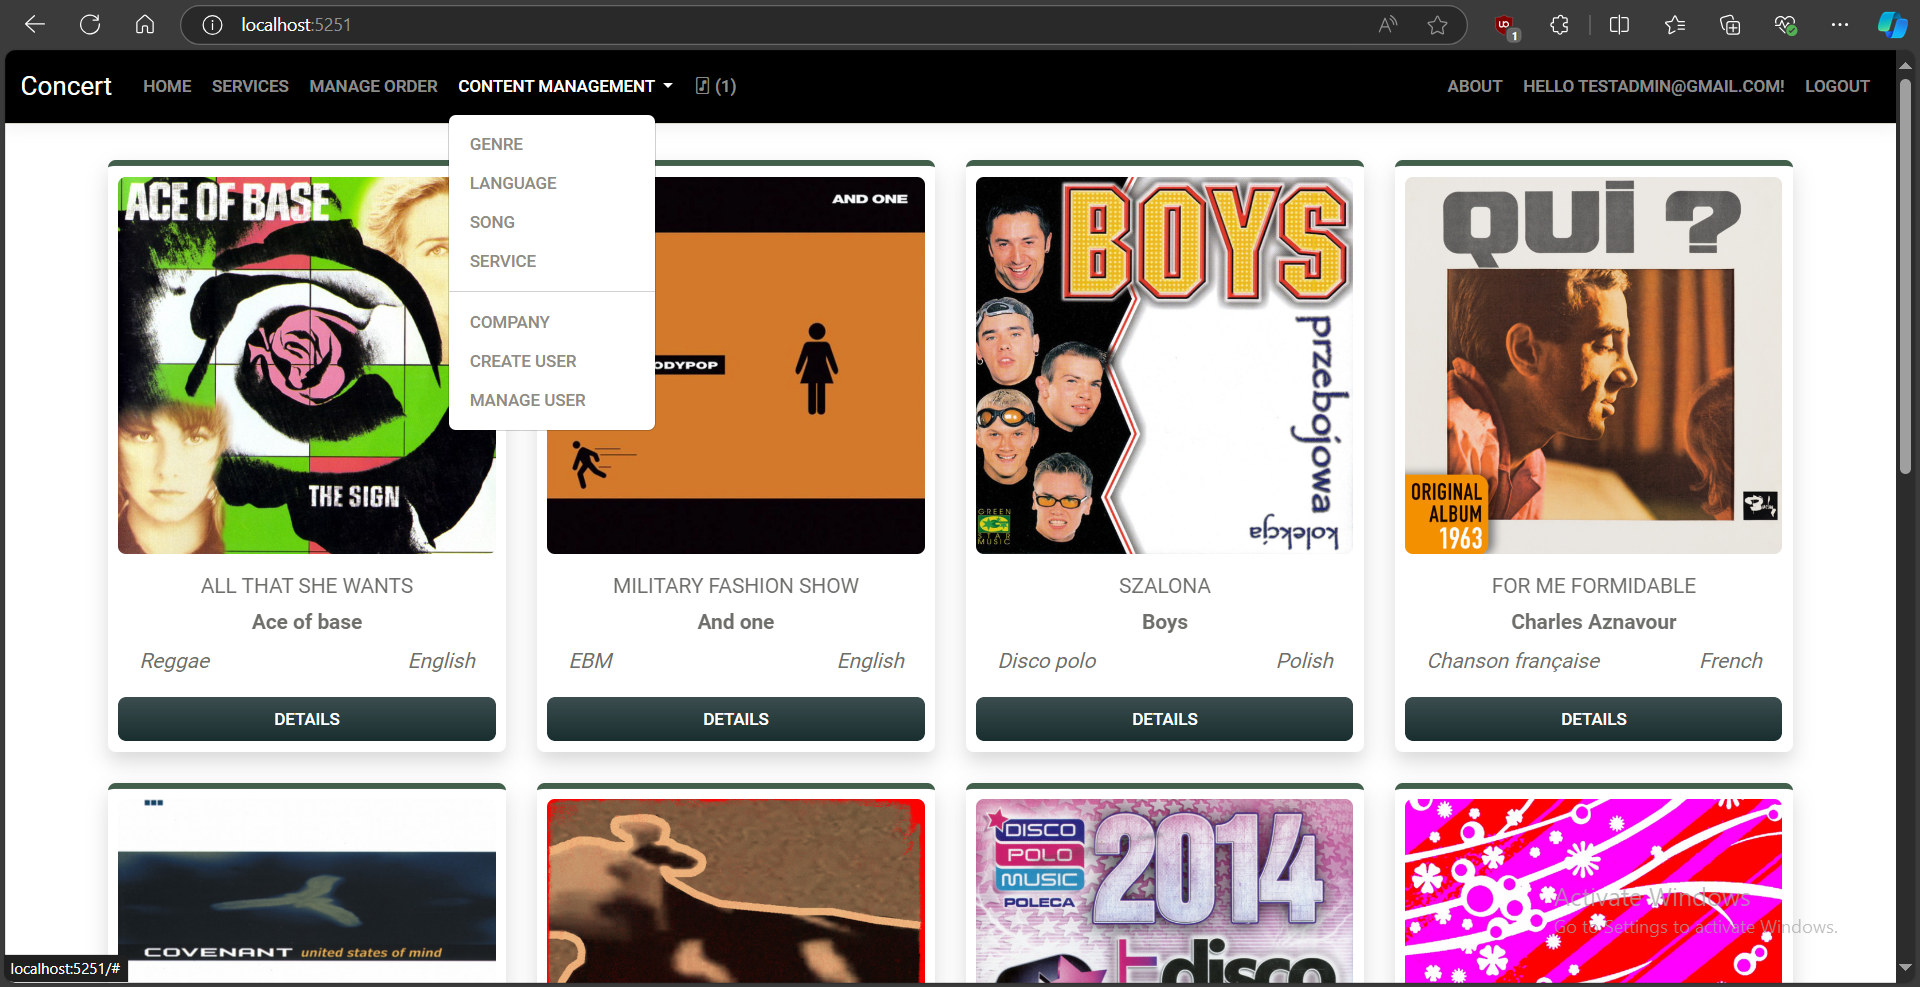 localhost:5251
1
Concert
HOME
SERVICES
MANAGE ORDER
CONTENT MANAGEMENT
(1)
ABOUT
HELLO TESTADMIN@GMAIL.COM!
LOGOUT
GENRE
LANGUAGE
SONG
SERVICE
COMPANY
CREATE USER
MANAGE USER
ACE OF BASE
THE SIGN
AND ONE
ODYPOP
BOYS
przebojowa
kolekcja
GREEN
STAR
MUSIC
QUI ?
ORIGINAL
ALBUM
1963
ALL THAT SHE WANTS
Ace of base
Reggae English
DETAILS
MILITARY FASHION SHOW
And one
EBM English
DETAILS
SZALONA
Boys
Disco polo Polish
DETAILS
FOR ME FORMIDABLE
Charles Aznavour
Chanson française French
DETAILS
COVENANT united states of mind
DISCO
POLO
MUSIC
POLECA
2014
disco
Activate Windows
Go to Settings to activate Windows.
localhost:5251/#